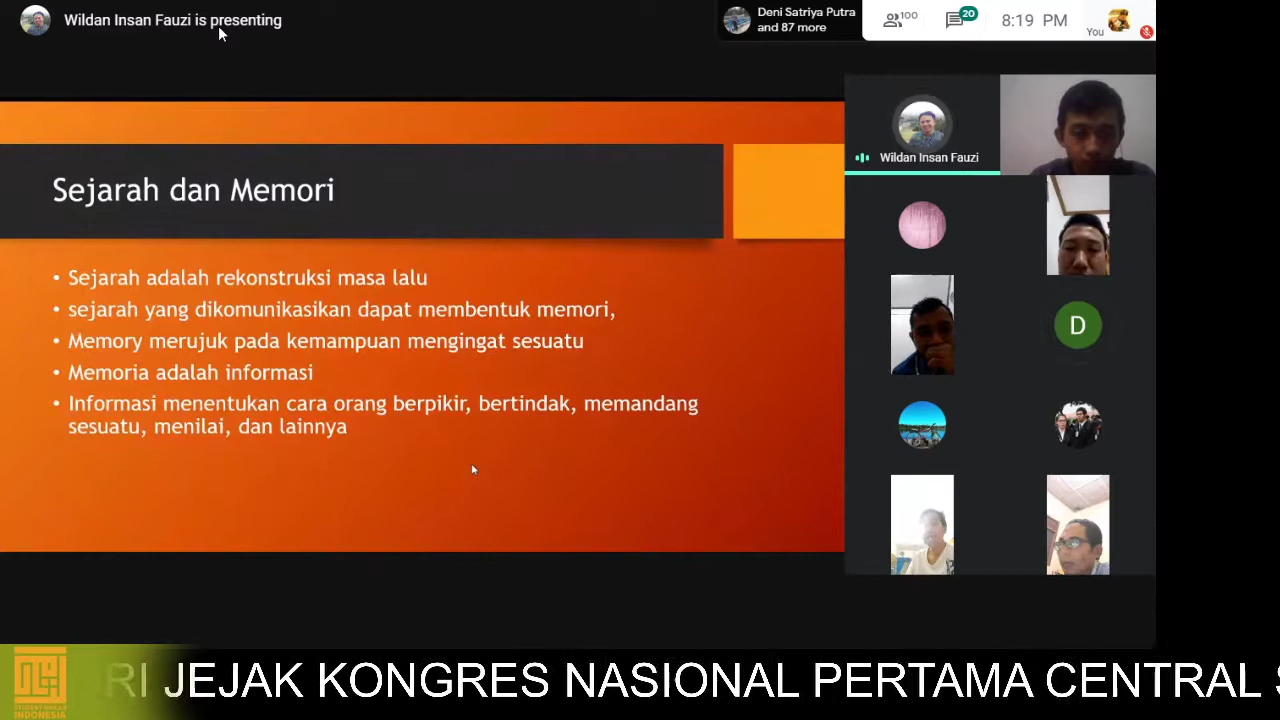 Wildan Insan Fauzi is presenting
Deni Satriya Putra
and 87 more
100
20
8:19 PM
You
Wildan Insan Fauzi
D
Sejarah dan Memori
• Sejarah adalah rekonstruksi masa lalu
• sejarah yang dikomunikasikan dapat membentuk memori,
• Memory merujuk pada kemampuan mengingat sesuatu
• Memoria adalah informasi
• Informasi menentukan cara orang berpikir, bertindak, memandang
sesuatu, menilai, dan lainnya
RI JEJAK KONGRES NASIONAL PERTAMA CENTRAL
INDONESIA